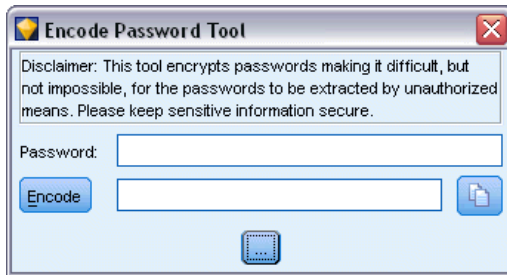 Encode Password Tool
Disclaimer: This tool encrypts passwords making it difficult, but
not impossible, for the passwords to be extracted by unauthorized
means. Please keep sensitive information secure.
Password:
Encode
...